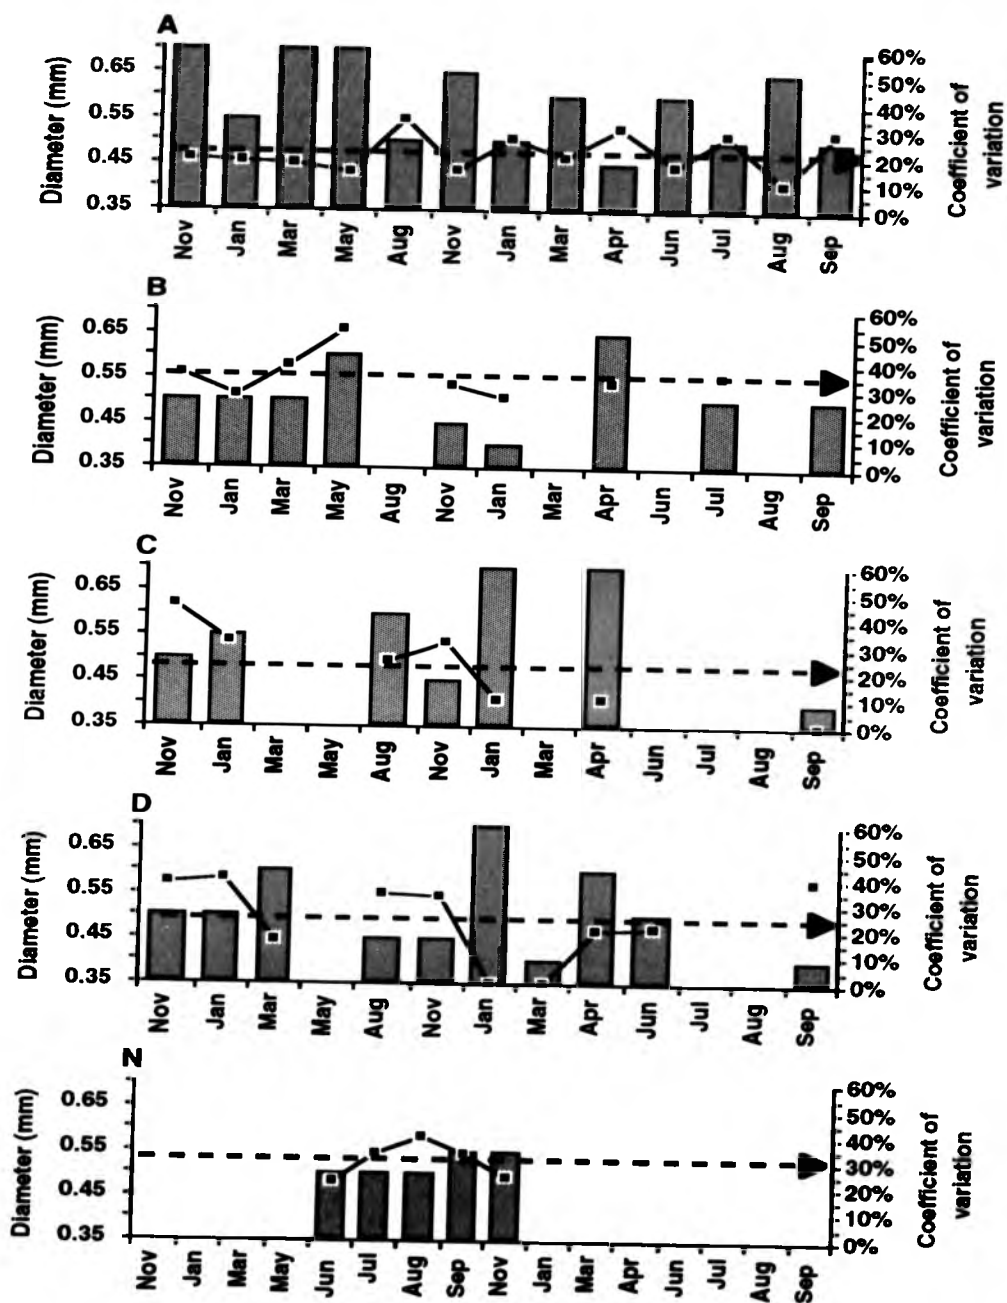 A
Diameter (mm)
0.65
0.55
0.45
0.35
60%
50%
40%
30%
20%
10%
0%
Coefficient of
variation
Nov Jan Mar May Aug Nov Jan Mar Apr Jun Jul Aug Sep
B
Diameter (mm)
0.65
0.55
0.45
0.35
60%
50%
40%
30%
20%
10%
0%
Coefficient of
variation
Nov Jan Mar May Aug Nov Jan Mar Apr Jun Jul Aug Sep
C
Diameter (mm)
0.65
0.55
0.45
0.35
60%
50%
40%
30%
20%
10%
0%
Coefficient of
variation
Nov Jan Mar May Aug Nov Jan Mar Apr Jun Jul Aug Sep
D
Diameter (mm)
0.65
0.55
0.45
0.35
60%
50%
40%
30%
20%
10%
0%
Coefficient of
variation
Nov Jan Mar May Aug Nov Jan Mar Apr Jun Jul Aug Sep
N
Diameter (mm)
0.65
0.55
0.45
0.35
60%
50%
40%
30%
20%
10%
0%
Coefficient of
variation
Nov Jan Mar May Jun Jul Aug Sep Nov Jan Mar Apr Jun Jul Aug Sep